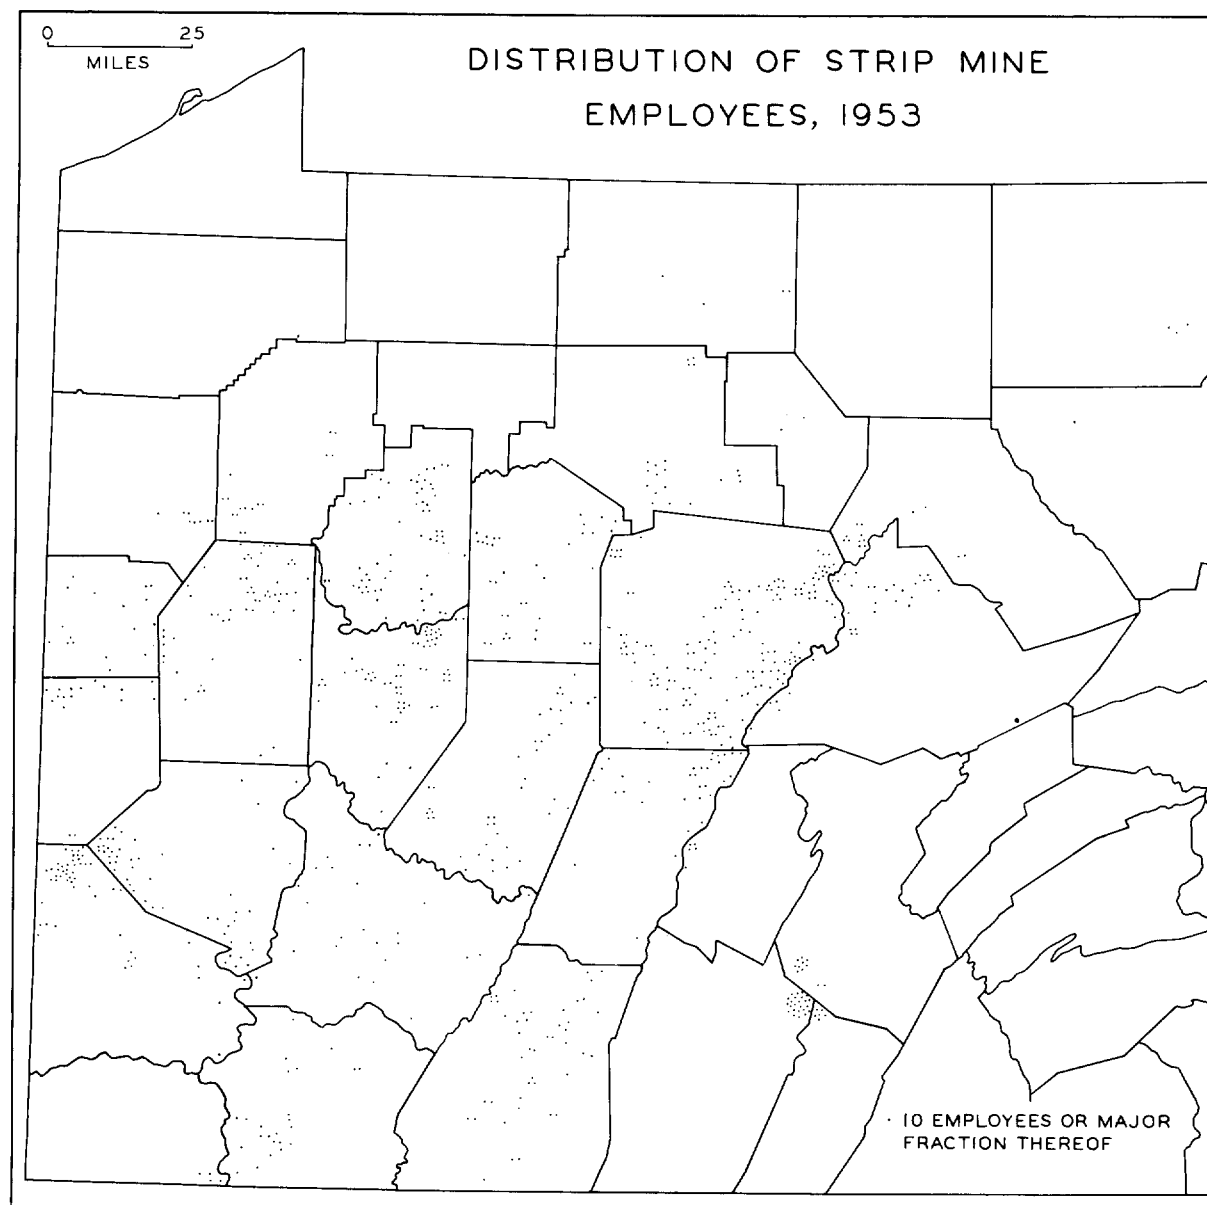 0 25
MILES
DISTRIBUTION OF STRIP MINE
EMPLOYEES, 1953
10 EMPLOYEES OR MAJOR
FRACTION THEREOF